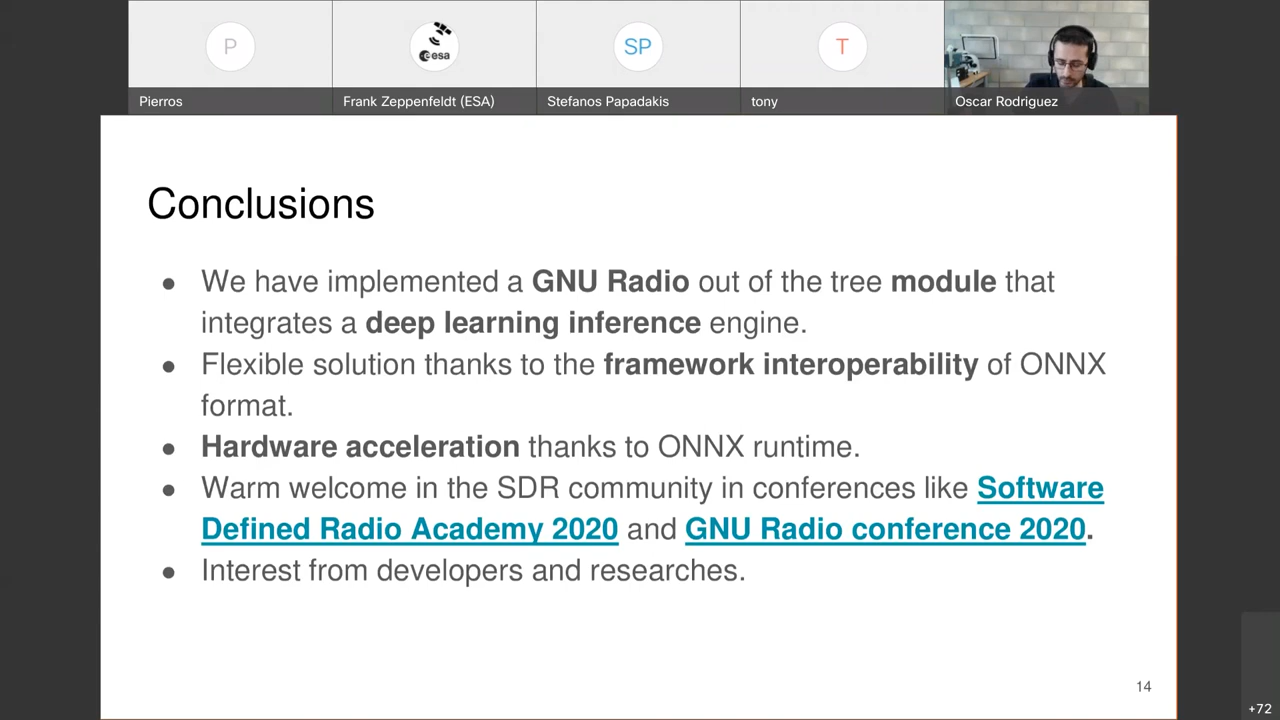 P
esa
SP
T
Pierros
Frank Zeppenfeldt (ESA)
Stefanos Papadakis
tony
Oscar Rodriguez
Conclusions
● We have implemented a GNU Radio out of the tree module that
integrates a deep learning inference engine.
● Flexible solution thanks to the framework interoperability of ONNX
format.
● Hardware acceleration thanks to ONNX runtime.
● Warm welcome in the SDR community in conferences like Software
Defined Radio Academy 2020 and GNU Radio conference 2020.
● Interest from developers and researches.
14
+72